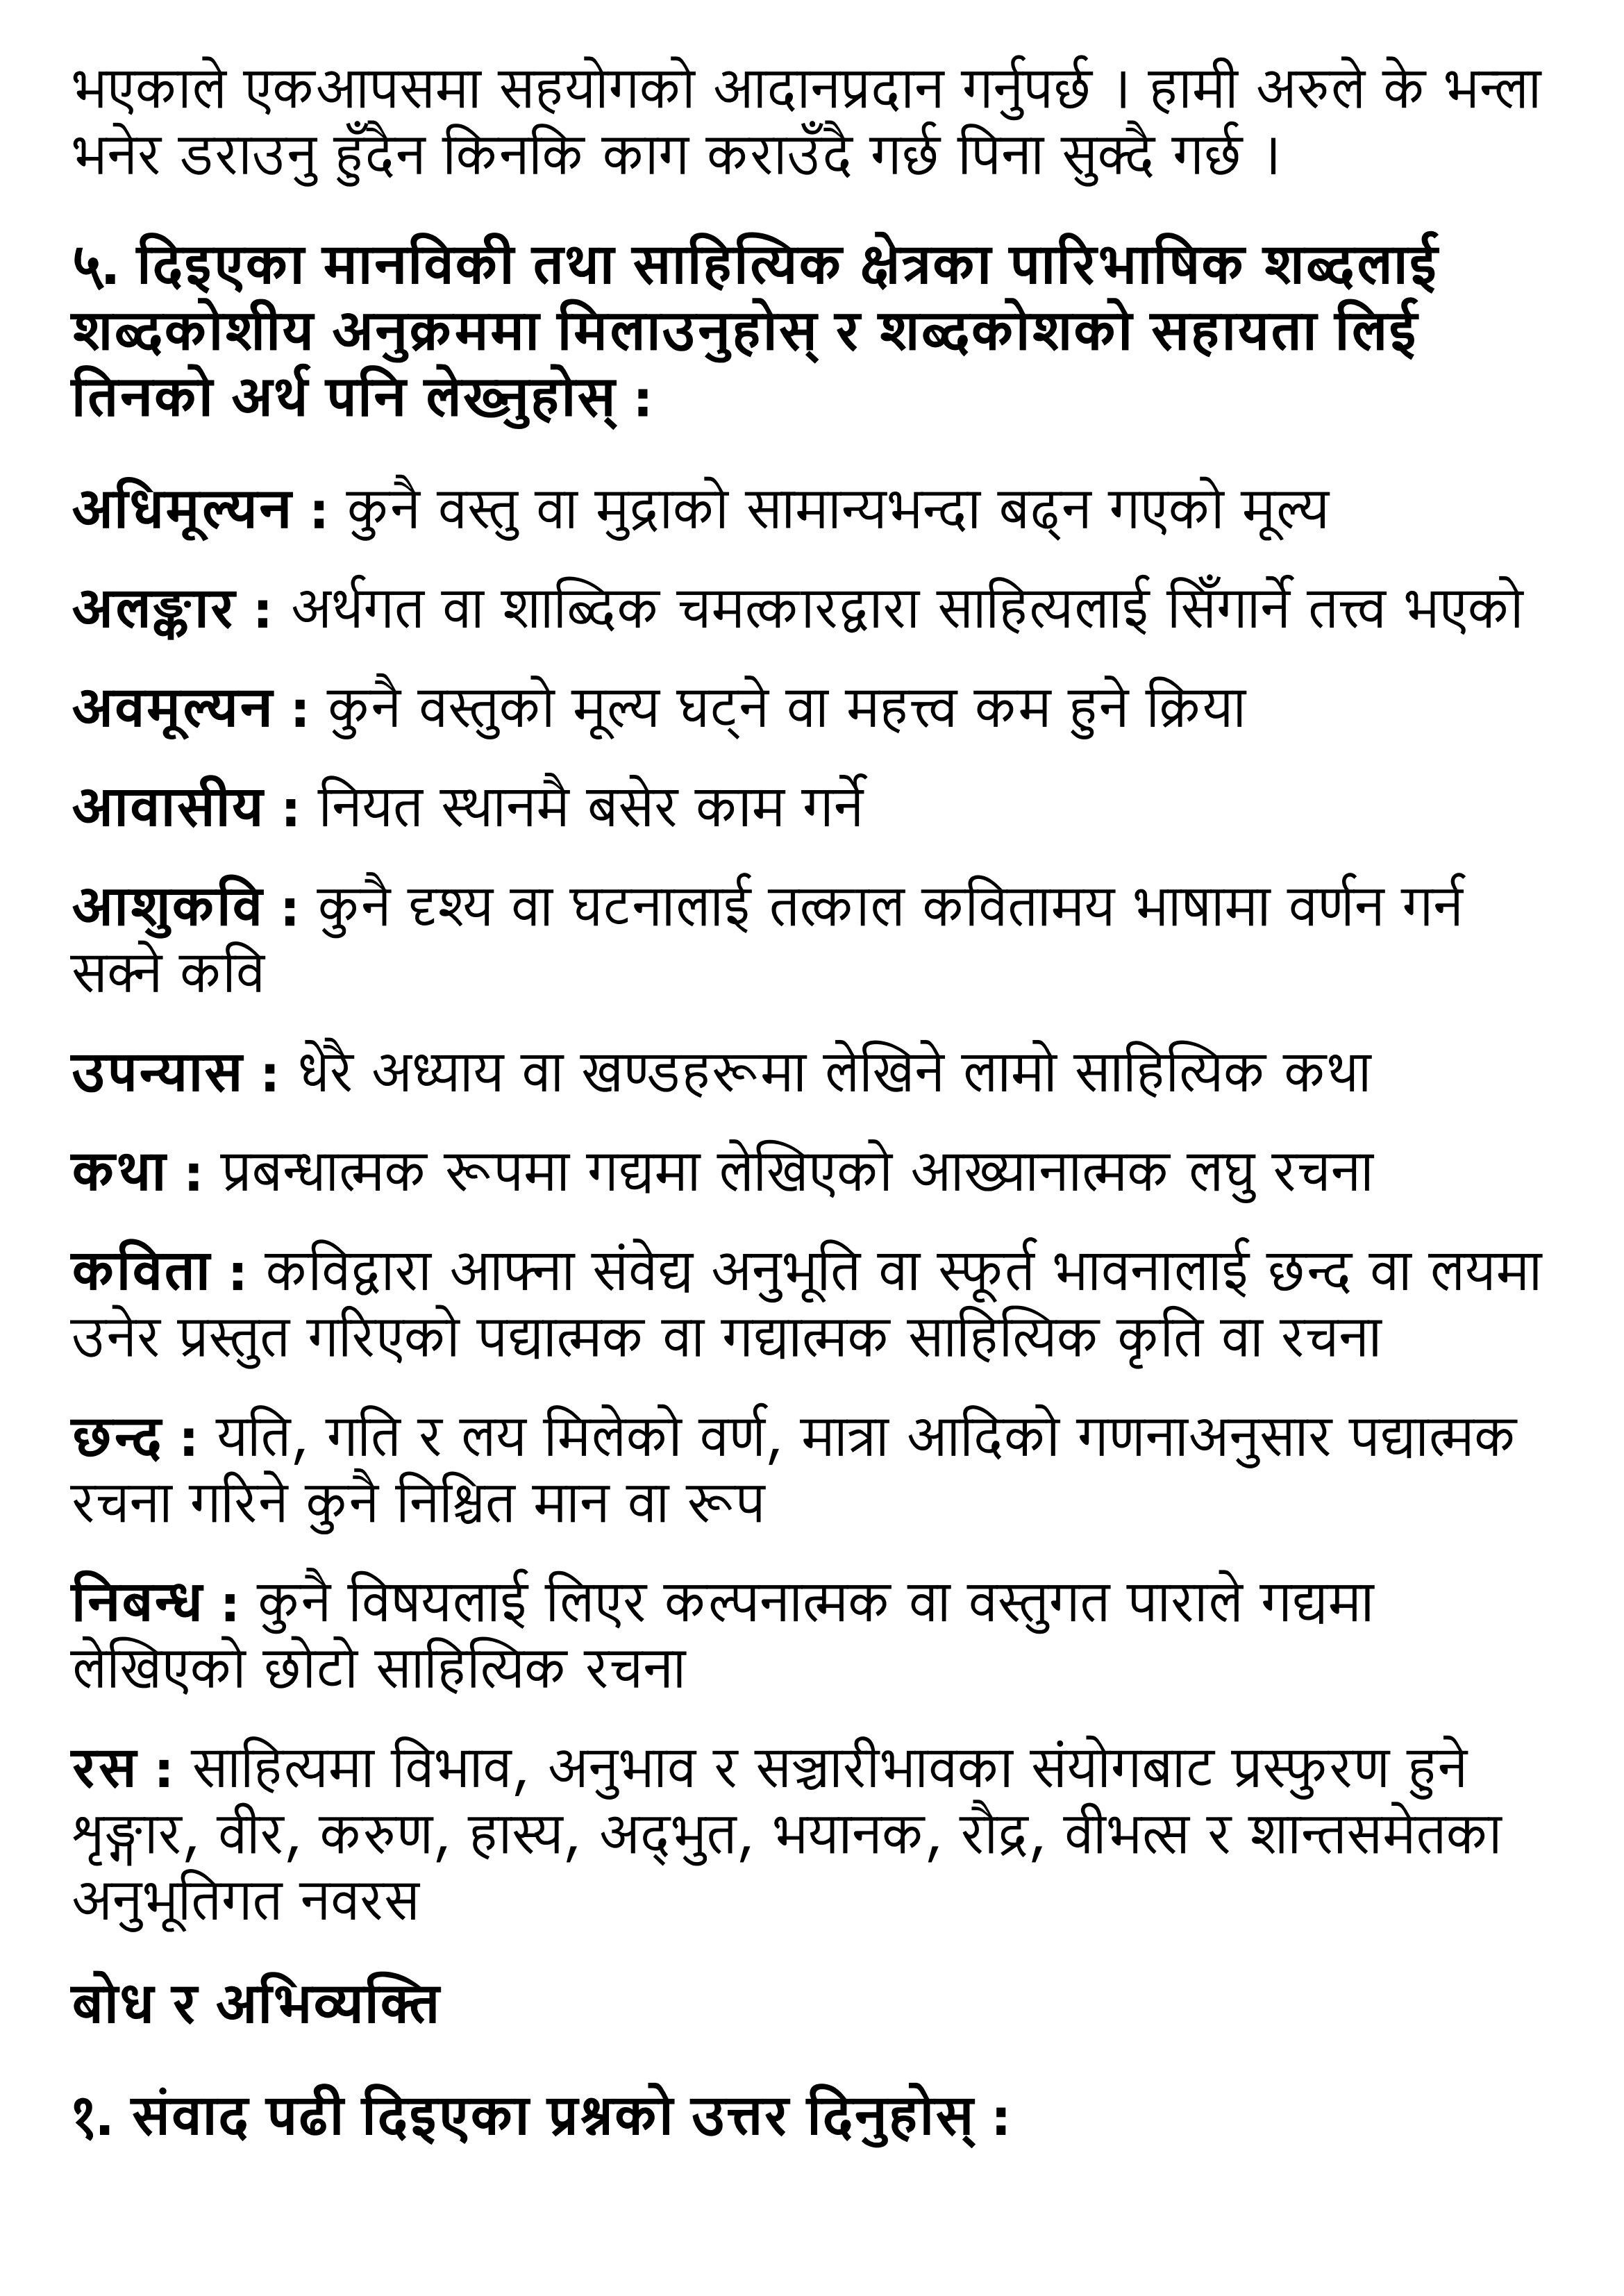 भएकाले एकआपसमा सहयोगको आदानप्रदान गर्नुपर्छ । हामी अरुले के भन्ला
भनेर डराउनु हुँदैन किनकि काग कराउँदै गर्छ पिना सुक्दै गर्छ ।
५. दिइएका मानविकी तथा साहित्यिक क्षेत्रका पारिभाषिक शब्दलाई
शब्दकोशीय अनुक्रममा मिलाउनुहोस् र शब्दकोशको सहायता लिई
तिनको अर्थ पनि लेख्नुहोस् :
अधिमूल्यन : कुनै वस्तु वा मुद्राको सामान्यभन्दा बढ्न गएको मूल्य
अलङ्कार : अर्थगत वा शाब्दिक चमत्कारद्वारा साहित्यलाई सिँगार्ने तत्त्व भएको
अवमूल्यन : कुनै वस्तुको मूल्य घट्ने वा महत्त्व कम हुने क्रिया
आवासीय : नियत स्थानमै बसेर काम गर्ने
आशुकवि : कुनै दृश्य वा घटनालाई तत्काल कवितामय भाषामा वर्णन गर्न
सक्ने कवि
उपन्यास : धेरै अध्याय वा खण्डहरूमा लेखिने लामो साहित्यिक कथा
कथा : प्रबन्धात्मक रूपमा गद्यमा लेखिएको आख्यानात्मक लघु रचना
कविता : कविद्वारा आफ्ना संवेद्य अनुभूति वा स्फूर्त भावनालाई छन्द वा लयमा
उनेर प्रस्तुत गरिएको पद्यात्मक वा गद्यात्मक साहित्यिक कृति वा रचना
छन्द : यति, गति र लय मिलेको वर्ण, मात्रा आदिको गणनाअनुसार पद्यात्मक
रचना गरिने कुनै निश्चित मान वा रूप
निबन्ध : कुनै विषयलाई लिएर कल्पनात्मक वा वस्तुगत पाराले गद्यमा
लेखिएको छोटो साहित्यिक रचना
रस : साहित्यमा विभाव, अनुभाव र सञ्चारीभावका संयोगबाट प्रस्फुरण हुने
शृङ्गार, वीर, करुण, हास्य, अद्‌भुत, भयानक, रौद्र, वीभत्स र शान्तसमेतका
अनुभूतिगत नवरस
बोध र अभिव्यक्ति
१. संवाद पढी दिइएका प्रश्नको उत्तर दिनुहोस् :